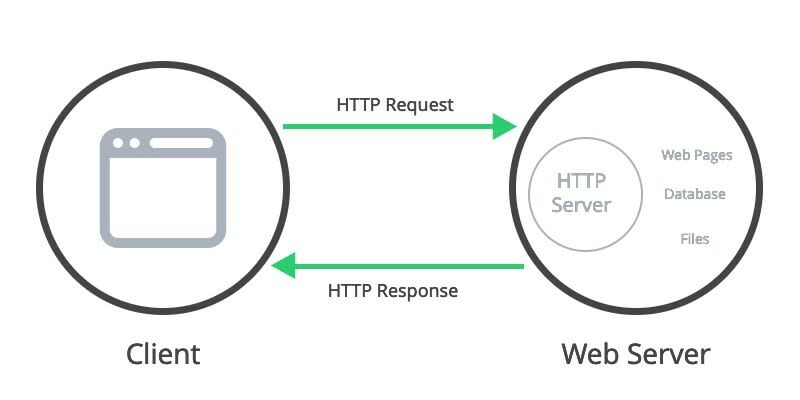 HTTP Request
HTTP
Server
Web Pages
Database
Files
HTTP Response
Client
Web Server